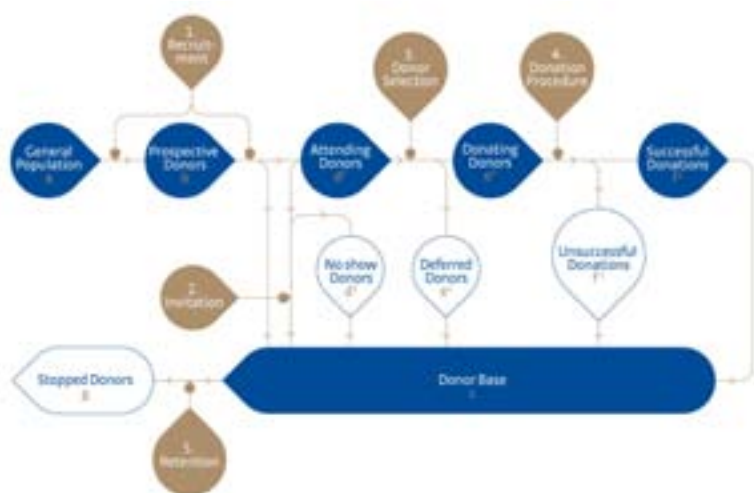 1.
Recruit-
ment
3.
Donor
Selection
4.
Donation
Procedure
General
Population
a
Prospective
Donors
b
Attending
Donors
Donating
Donors
Successful
Donations
No show
Donors
Deferred
Donors
Unsuccessful
Donations
2.
Invitation
Stopped Donors
g
Donor Base
c
5.
Retention